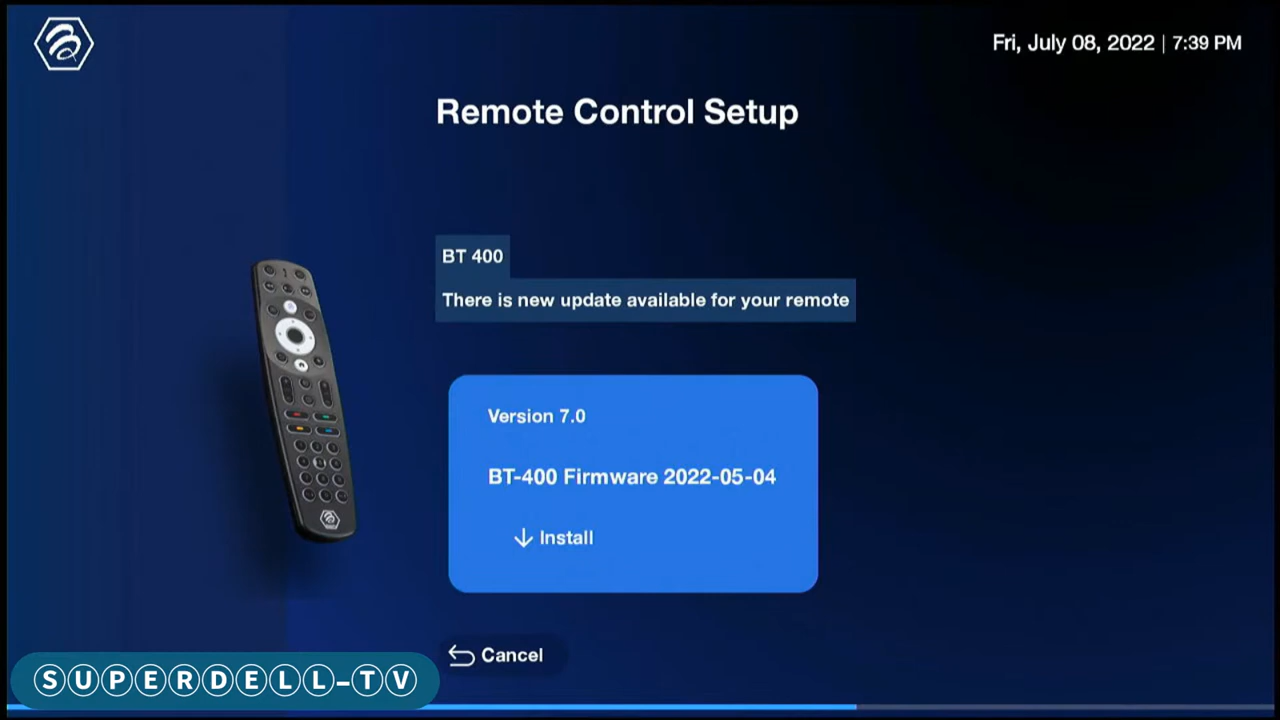 Fri, July 08, 2022 | 7:39 PM
Remote Control Setup
BT 400
There is new update available for your remote
Version 7.0
BT-400 Firmware 2022-05-04
Install
Cancel
ⓈⓊⓅⒺⓇⒹⒺⓁⓁ-ⓉⓋ